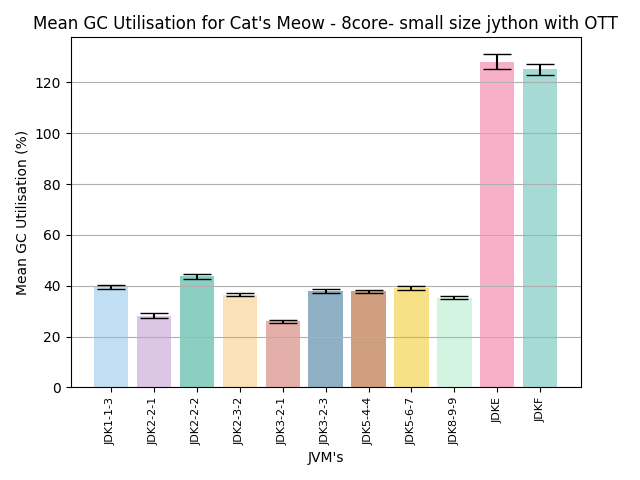 Mean GC Utilisation for Cat's Meow - 8core- small size jython with OTT
Mean GC Utilisation (%)
120
100
80
60
40
20
0
JDK1-1-3
JDK2-2-1
JDK2-2-2
JDK2-3-2
JDK3-2-1
JDK3-2-3
JDK5-4-4
JDK5-6-7
JDK8-9-9
JDKE
JDKF
JVM's